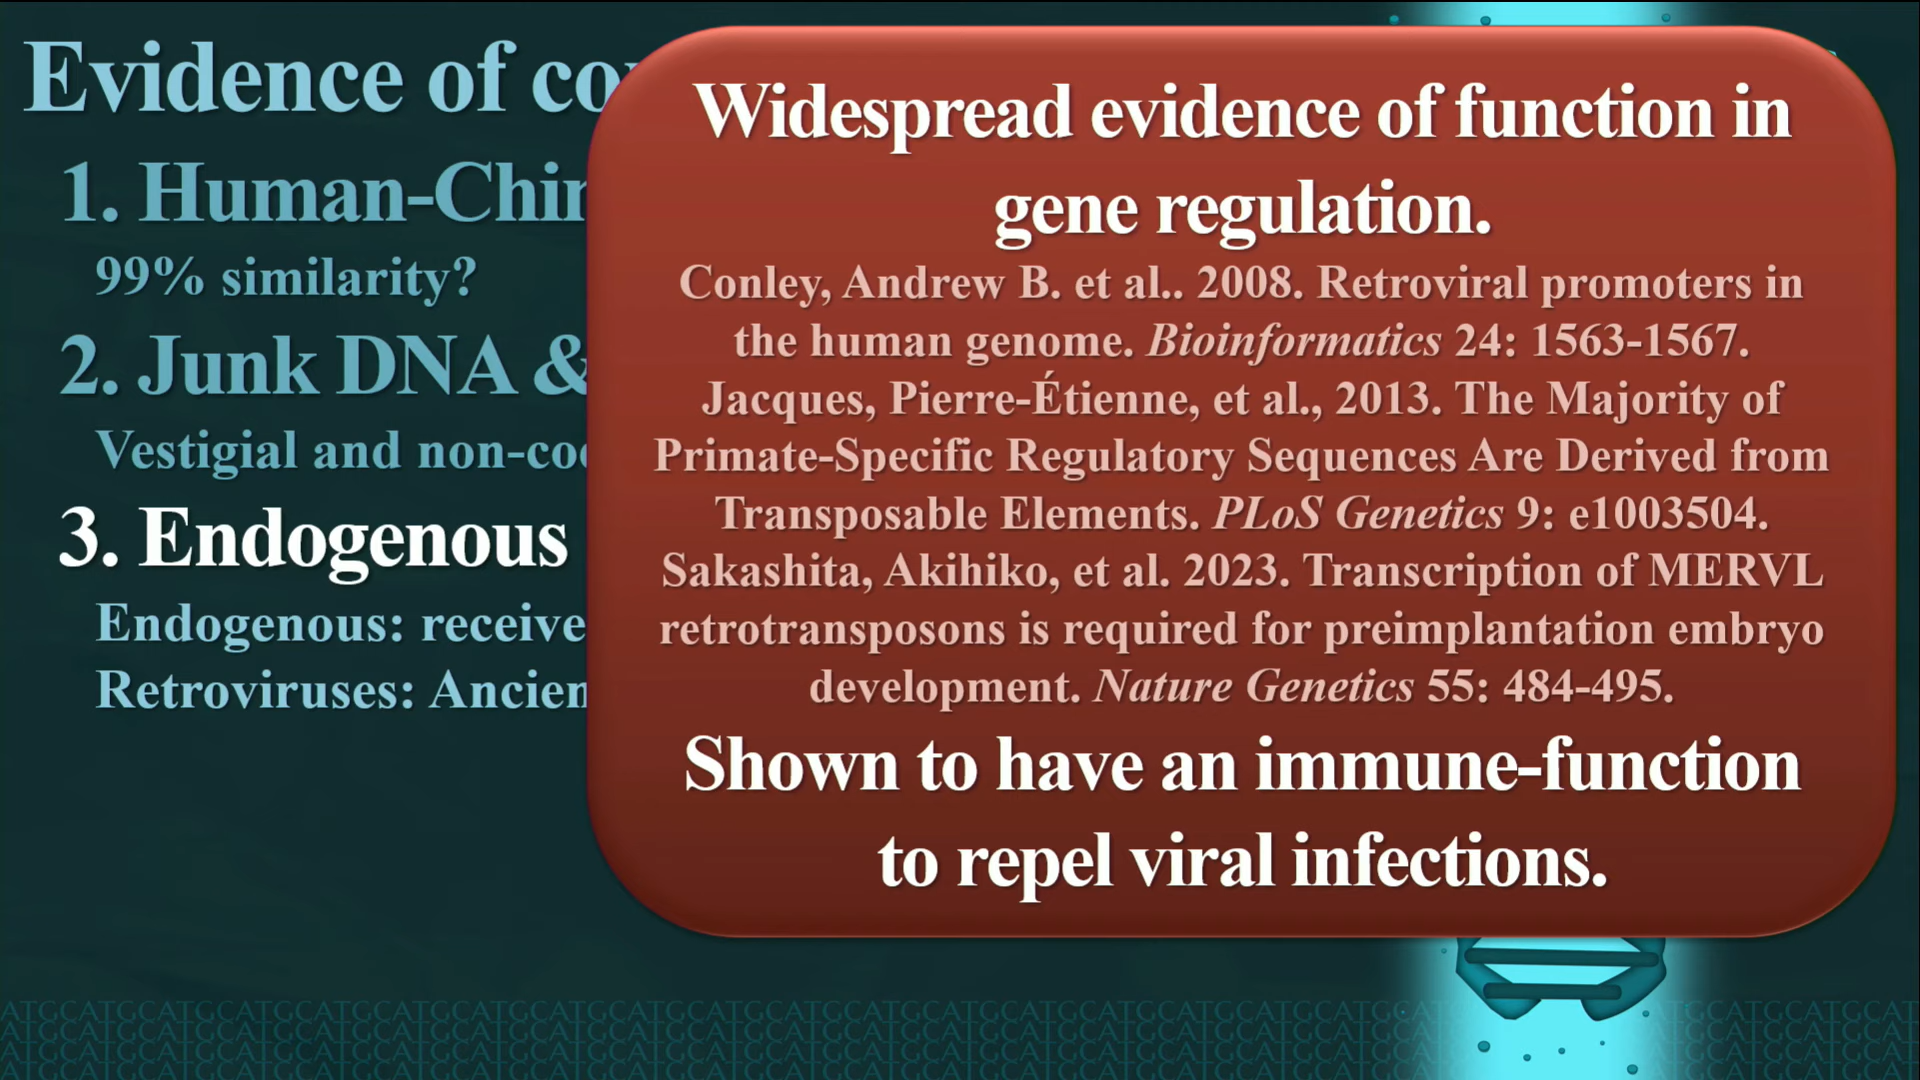 Evidence of co
1. Human-Chi
99% similarity?
2. Junk DNA &
Vestigial and non-co
3. Endogenous
Endogenous: receive
Retroviruses: Ancien
Widespread evidence of function in
gene regulation.
Conley, Andrew B. et al.. 2008. Retroviral promoters in
the human genome. Bioinformatics 24: 1563-1567.
Jacques, Pierre-Étienne, et al., 2013. The Majority of
Primate-Specific Regulatory Sequences Are Derived from
Transposable Elements. PLoS Genetics 9: e1003504.
Sakashita, Akihiko, et al. 2023. Transcription of MERVL
retrotransposons is required for preimplantation embryo
development. Nature Genetics 55: 484-495.
Shown to have an immune-function
to repel viral infections.